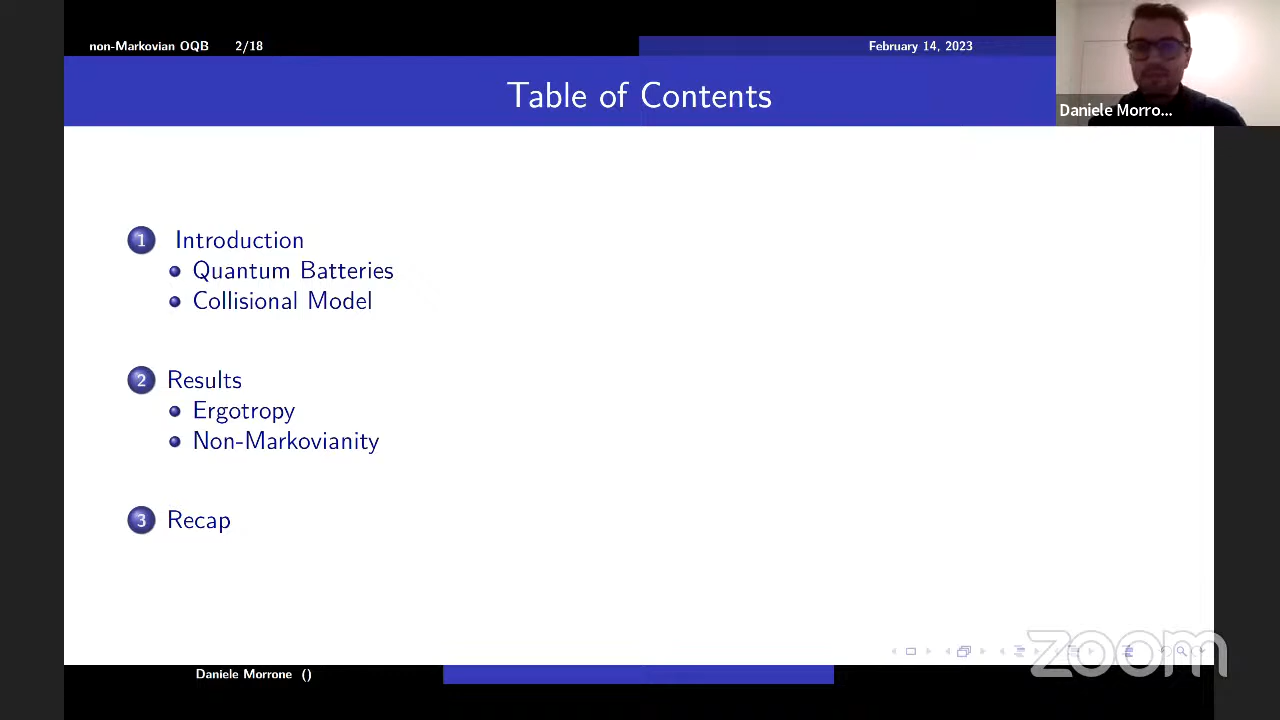 non-Markovian OQB 2/18
February 14, 2023
Table of Contents
Daniele Morro...
1 Introduction
Quantum Batteries
Collisional Model
2 Results
Ergotropy
Non-Markovianity
3 Recap
zoom
Daniele Morrone ()